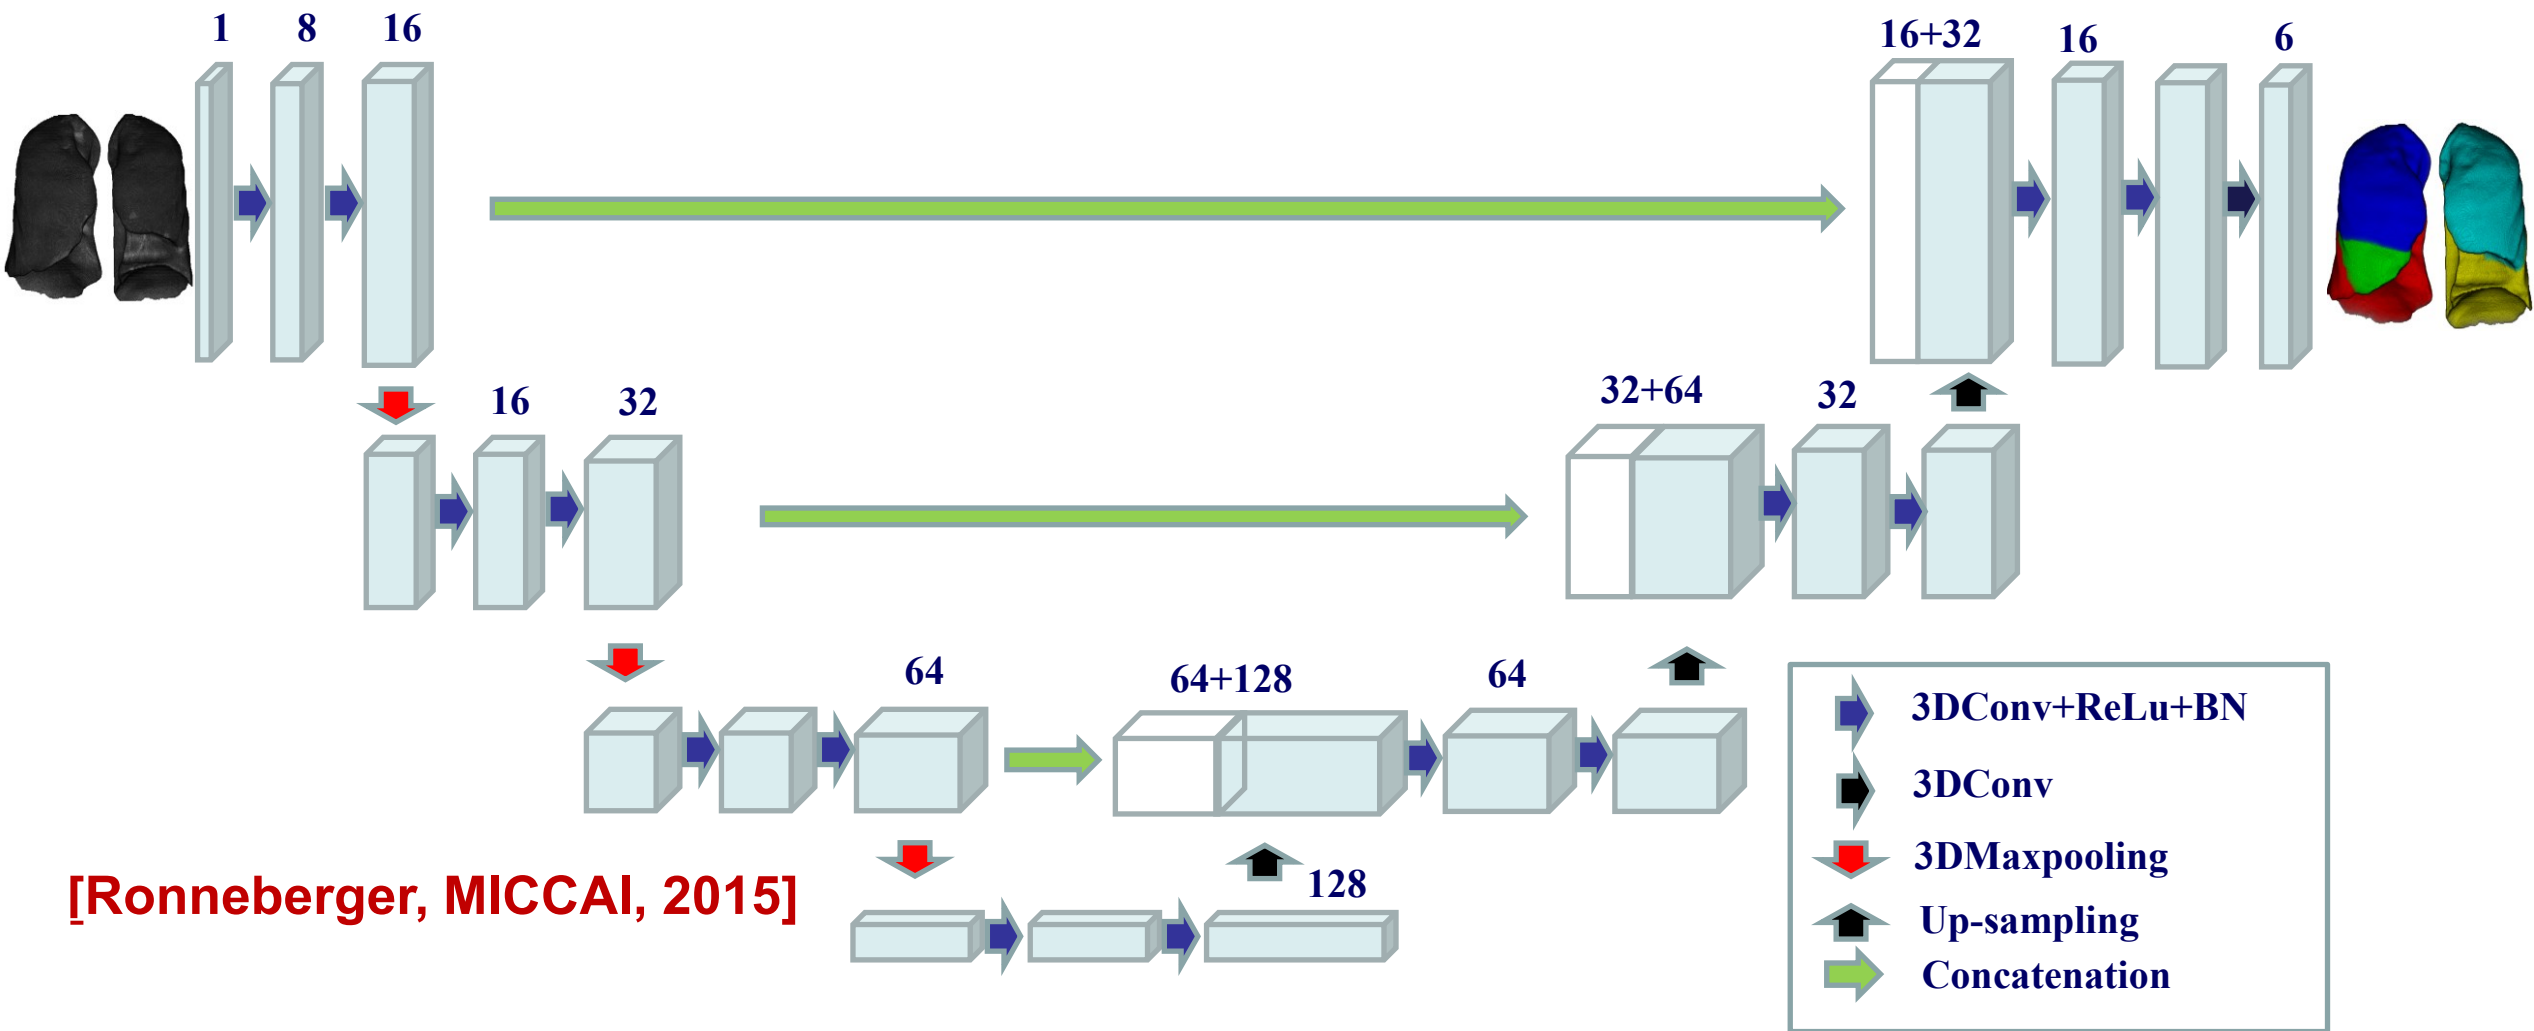 1
8
16
16+32
16
6
16
32
32+64
32
64
64+128
64
128
3DConv+ReLu+BN
3DConv
3DMaxpooling
Up-sampling
Concatenation
[Ronneberger, MICCAI, 2015]